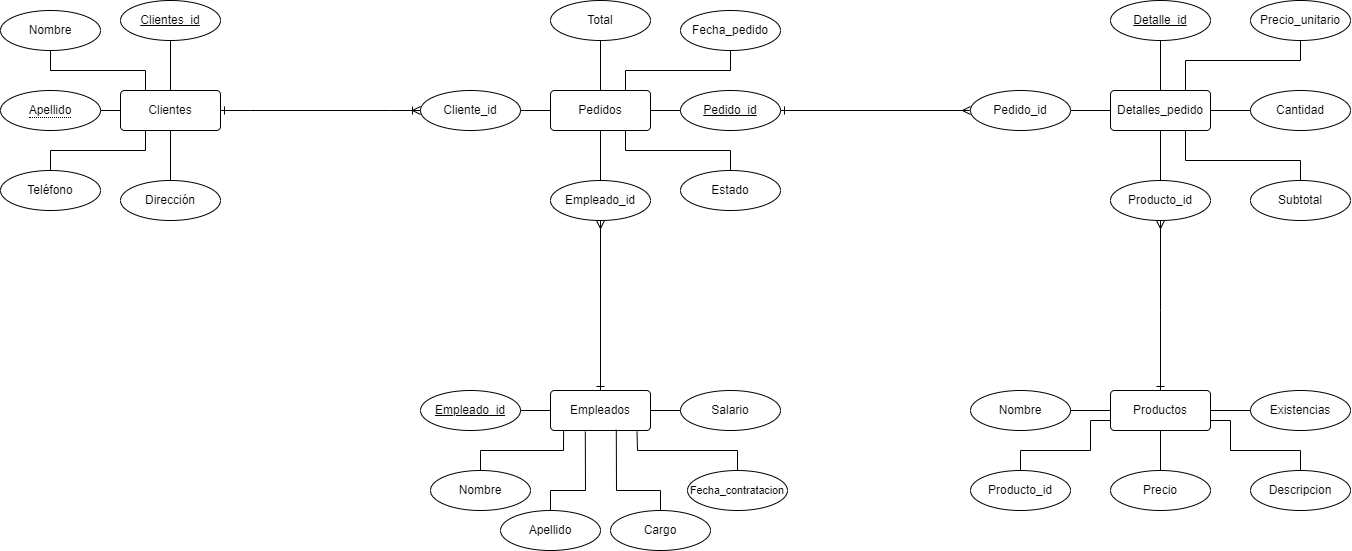 Clientes_id
Total
Detalle_id
Precio_unitario
Nombre
Fecha_pedido
Apellido
Clientes
Cliente_id
Pedidos
Pedido_id
Pedido_id
Detalles_pedido
Cantidad
Teléfono
Dirección
Empleado_id
Estado
Producto_id
Subtotal
Empleado_id
Empleados
Salario
Nombre
Productos
Existencias
Nombre
Fecha_contratacion
Producto_id
Precio
Descripcion
Apellido
Cargo